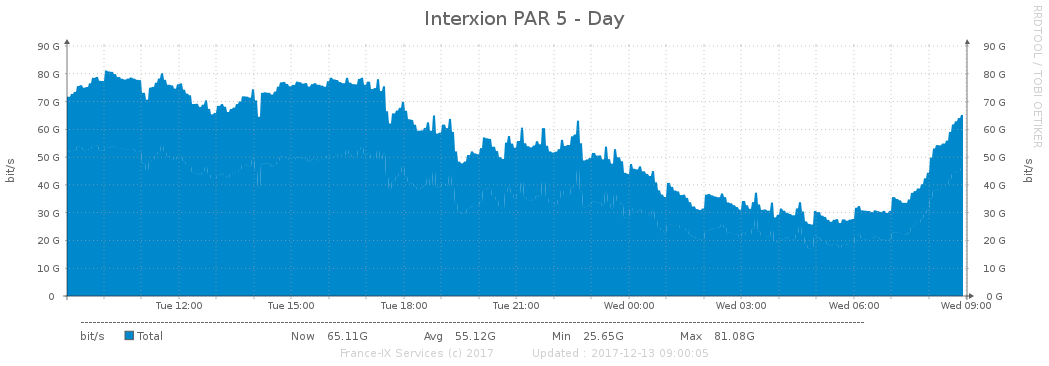 Interxion PAR 5 - Day
RRDTOOL / TOBI OETIKER
90 G 90 G
80 G 80 G
70 G 70 G
60 G 60 G
50 G 50 G
40 G 40 G
30 G 30 G
20 G 20 G
10 G 10 G
0 0 G
bit/s
bit/s
Tue 12:00 Tue 15:00 Tue 18:00 Tue 21:00 Wed 00:00 Wed 03:00 Wed 06:00 Wed 09:00
bit/s Total Now 65.11G Avg 55.12G Min 25.65G Max 81.08G
France-IX Services (c) 2017 Updated : 2017-12-13 09:00:05